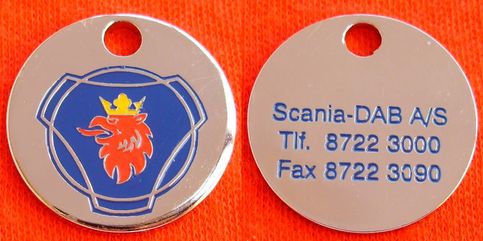 Scania-DAB A/S
Tlf. 8722 3000
Fax 8722 3090